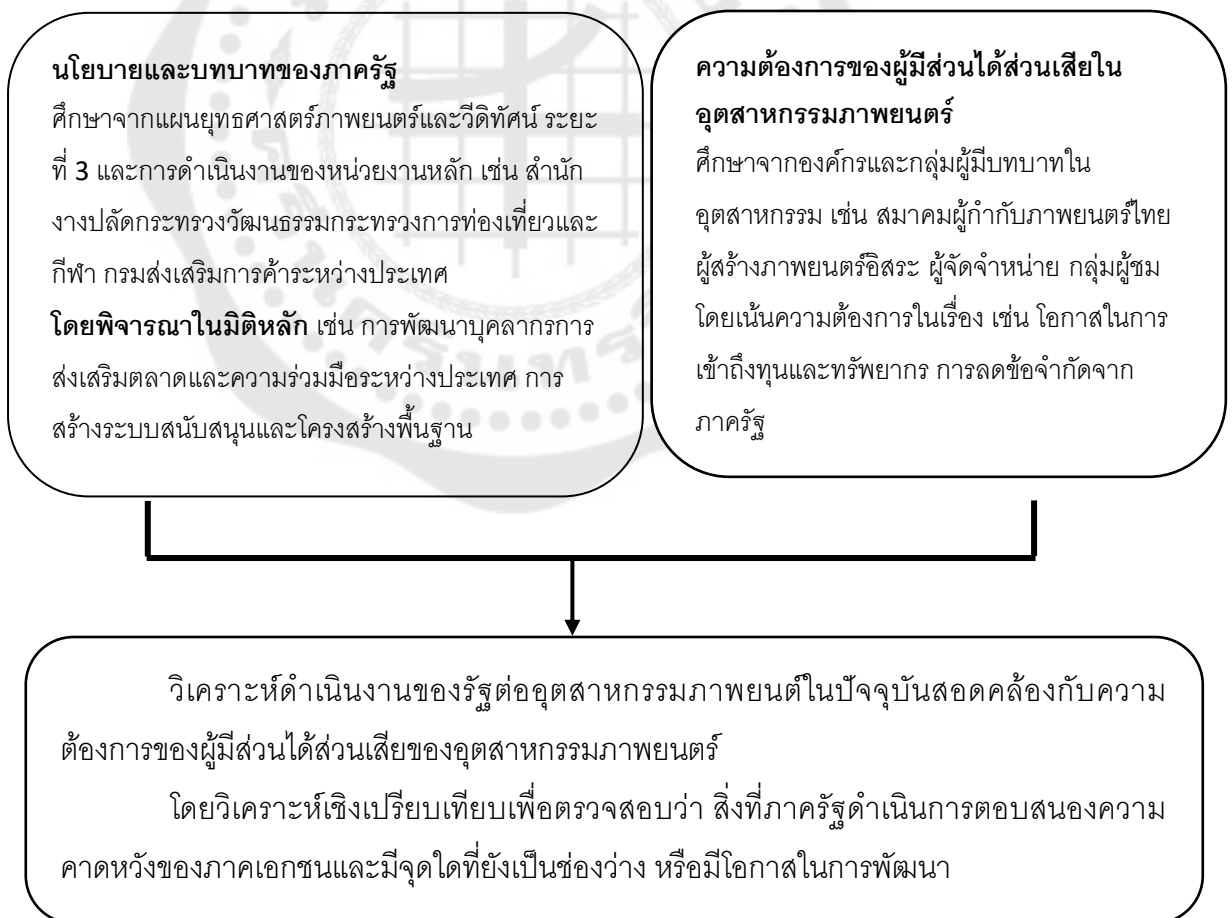 นโยบายและบทบาทของภาครัฐ
ศึกษาจากแผนยุทธศาสตร์ภาพยนตร์และวีดิทัศน์ ระยะ
ที่ 3 และการดำเนินงานของหน่วยงานหลัก เช่น สำนัก
งางปลัดกระทรวงวัฒนธรรมกระทรวงการท่องเที่ยวและ
กีฬา กรมส่งเสริมการค้าระหว่างประเทศ
โดยพิจารณาในมิติหลัก เช่น การพัฒนาบุคลากรการ
ส่งเสริมตลาดและความร่วมมือระหว่างประเทศ การ
สร้างระบบสนับสนุนและโครงสร้างพื้นฐาน
ความต้องการของผู้มีส่วนได้ส่วนเสียใน
อุตสาหกรรมภาพยนตร์
ศึกษาจากองค์กรและกลุ่มผู้มีบทบาทใน
อุตสาหกรรม เช่น สมาคมผู้กำกับภาพยนตร์ไทย
ผู้สร้างภาพยนตร์อิสระ ผู้จัดจำหน่าย กลุ่มผู้ชม
โดยเน้นความต้องการในเรื่อง เช่น โอกาสในการ
เข้าถึงทุนและทรัพยากร การลดข้อจำกัดจาก
ภาครัฐ
วิเคราะห์ดำเนินงานของรัฐต่ออุตสาหกรรมภาพยนต์ในปัจจุบันสอดคล้องกับความ
ต้องการของผู้มีส่วนได้ส่วนเสียของอุตสาหกรรมภาพยนตร์
โดยวิเคราะห์เชิงเปรียบเทียบเพื่อตรวจสอบว่า สิ่งที่ภาครัฐดำเนินการตอบสนองความ
คาดหวังของภาคเอกชนและมีจุดใดที่ยังเป็นช่องว่าง หรือมีโอกาสในการพัฒนา